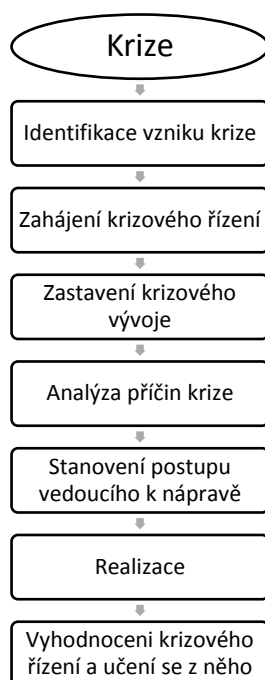 Krize
Identifikace vzniku krize
Zahájení krizového řízení
Zastavení krizového
vývoje
Analýza příčin krize
Stanovení postupu
vedoucího k nápravě
Realizace
Vyhodnoceni krizového
řízení a učení se z něho